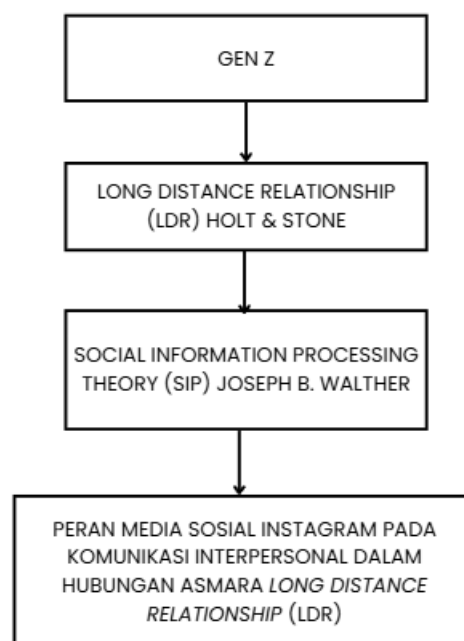 GEN Z
LONG DISTANCE RELATIONSHIP
(LDR) HOLT & STONE
SOCIAL INFORMATION PROCESSING
THEORY (SIP) JOSEPH B. WALTHER
PERAN MEDIA SOSIAL INSTAGRAM PADA
KOMUNIKASI INTERPERSONAL DALAM
HUBUNGAN ASMARA LONG DISTANCE
RELATIONSHIP (LDR)